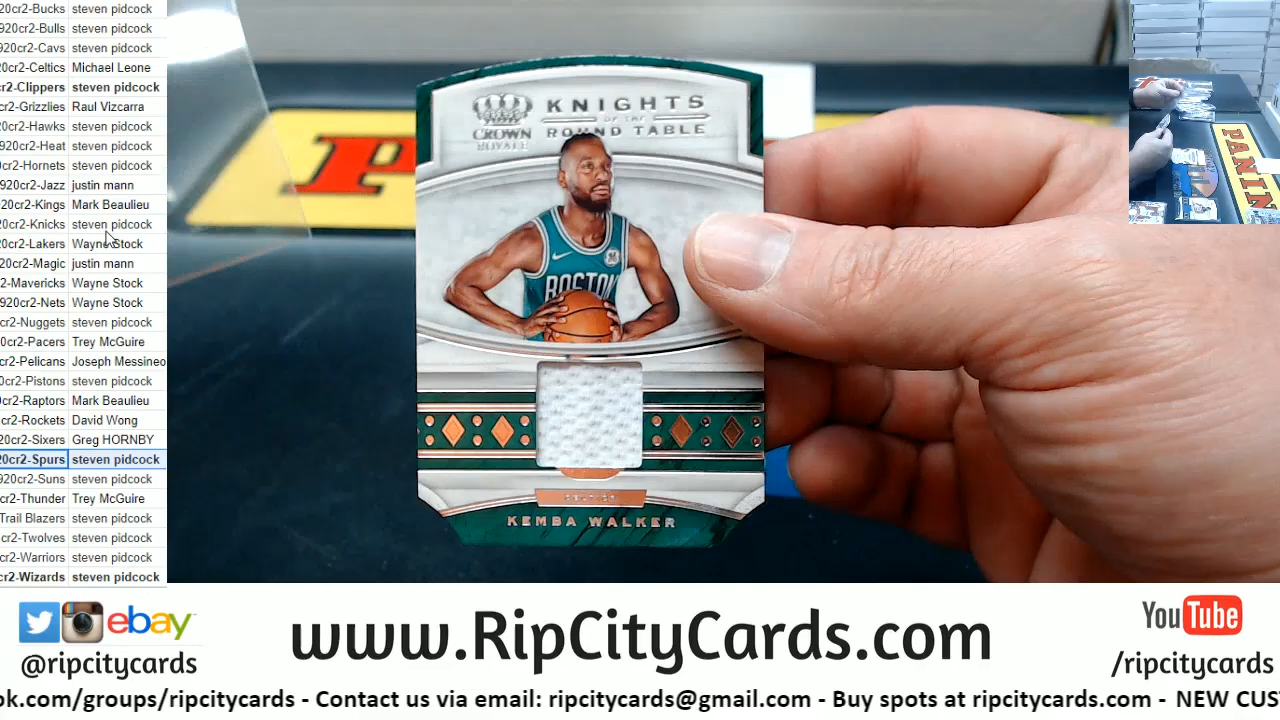 20cr2-Bucks steven pidcock
920cr2-Bulls steven pidcock
920cr2-Cavs steven pidcock
20cr2-Celtics Michael Leone
cr2-Clippers steven pidcock
cr2-Grizzlies Raul Vizcarra
20cr2-Hawks steven pidcock
920cr2-Heat steven pidcock
0cr2-Hornets steven pidcock
920cr2-Jazz justin mann
920cr2-Kings Mark Beaulieu
20cr2-Knicks steven pidcock
20cr2-Lakers Wayne Stock
920cr2-Magic justin mann
2-Mavericks Wayne Stock
1920cr2-Nets Wayne Stock
cr2-Nuggets steven pidcock
20cr2-Pacers Trey McGuire
cr2-Pelicans Joseph Messineo
0cr2-Pistons steven pidcock
0cr2-Raptors Mark Beaulieu
cr2-Rockets David Wong
20cr2-Sixers Greg HORNBY
20cr2-Spurs steven pidcock
920cr2-Suns steven pidcock
cr2-Thunder Trey McGuire
Trail Blazers steven pidcock
cr2-Twolves steven pidcock
cr2-Warriors steven pidcock
cr2-Wizards steven pidcock
CROWN
ROYALE
KNIGHTS
OF THE
ROUND TABLE
BOSTON
CELTICS
KEMBA WALKER
PANIN
ebay
@ripcitycards
www.RipCityCards.com
YouTube
/ripcitycards
ok.com/groups/ripcitycards - Contact us via email: ripcitycards@gmail.com - Buy spots at ripcitycards.com - NEW CUS